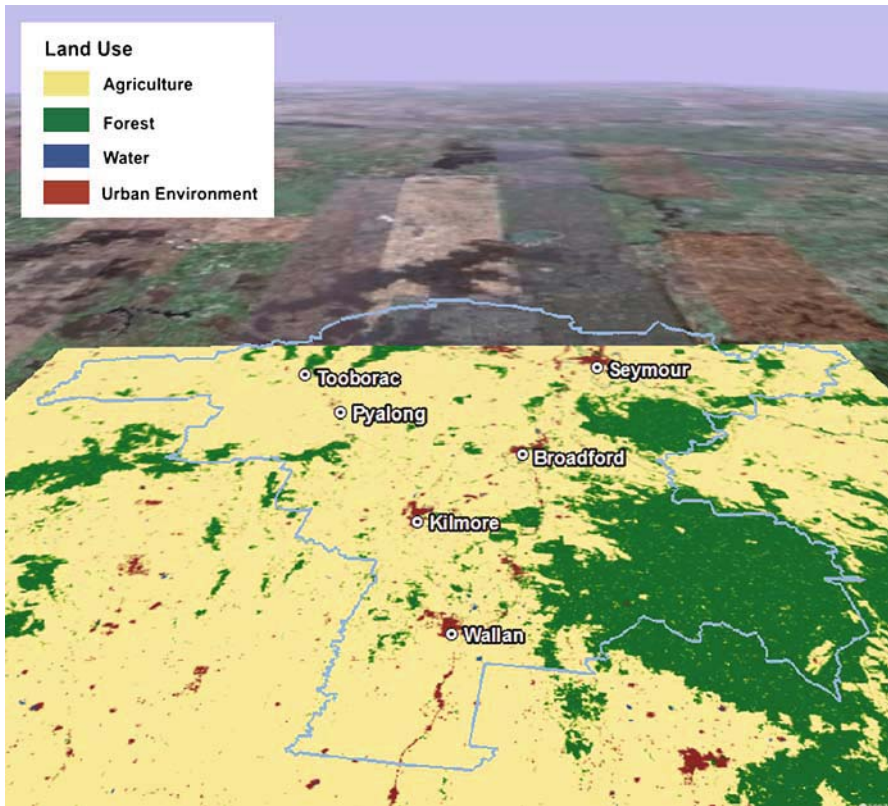 Land Use
Agriculture
Forest
Water
Urban Environment
Tooborac
Seymour
Pyalong
Broadford
Kilmore
Wallan